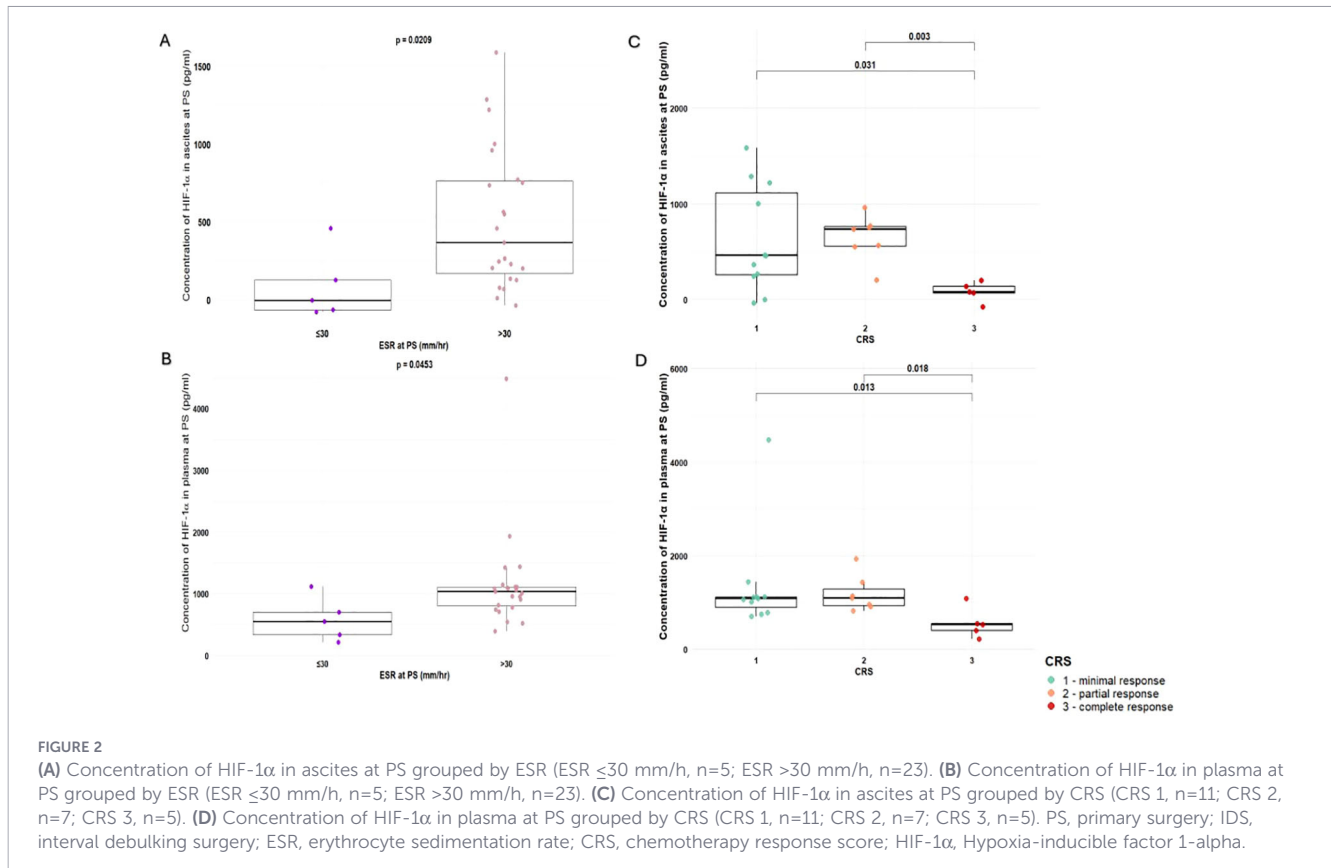 A
p = 0.0209
Concentration of HIF-1α in ascites at PS (pg/ml)
1500
1000
500
0
≤30
>30
ESR at PS (mm/hr)
B
p = 0.0453
Concentration of HIF-1α in plasma at PS (pg/ml)
4000
3000
2000
1000
0
≤30
>30
ESR at PS (mm/hr)
C
0.003
0.031
Concentration of HIF-1α in ascites at PS (pg/ml)
2000
1000
0
1
2
3
CRS
D
6000
0.018
0.013
Concentration of HIF-1α in plasma at PS (pg/ml)
4000
2000
0
1
2
3
CRS
CRS
1 - minimal response
2 - partial response
3 - complete response
FIGURE 2
(A) Concentration of HIF-1α in ascites at PS grouped by ESR (ESR ≤30 mm/h, n=5; ESR >30 mm/h, n=23). (B) Concentration of HIF-1α in plasma at
PS grouped by ESR (ESR ≤30 mm/h, n=5; ESR >30 mm/h, n=23). (C) Concentration of HIF-1α in ascites at PS grouped by CRS (CRS 1, n=11; CRS 2,
n=7; CRS 3, n=5). (D) Concentration of HIF-1α in plasma at PS grouped by CRS (CRS 1, n=11; CRS 2, n=7; CRS 3, n=5). PS, primary surgery; IDS,
interval debulking surgery; ESR, erythrocyte sedimentation rate; CRS, chemotherapy response score; HIF-1α, Hypoxia-inducible factor 1-alpha.